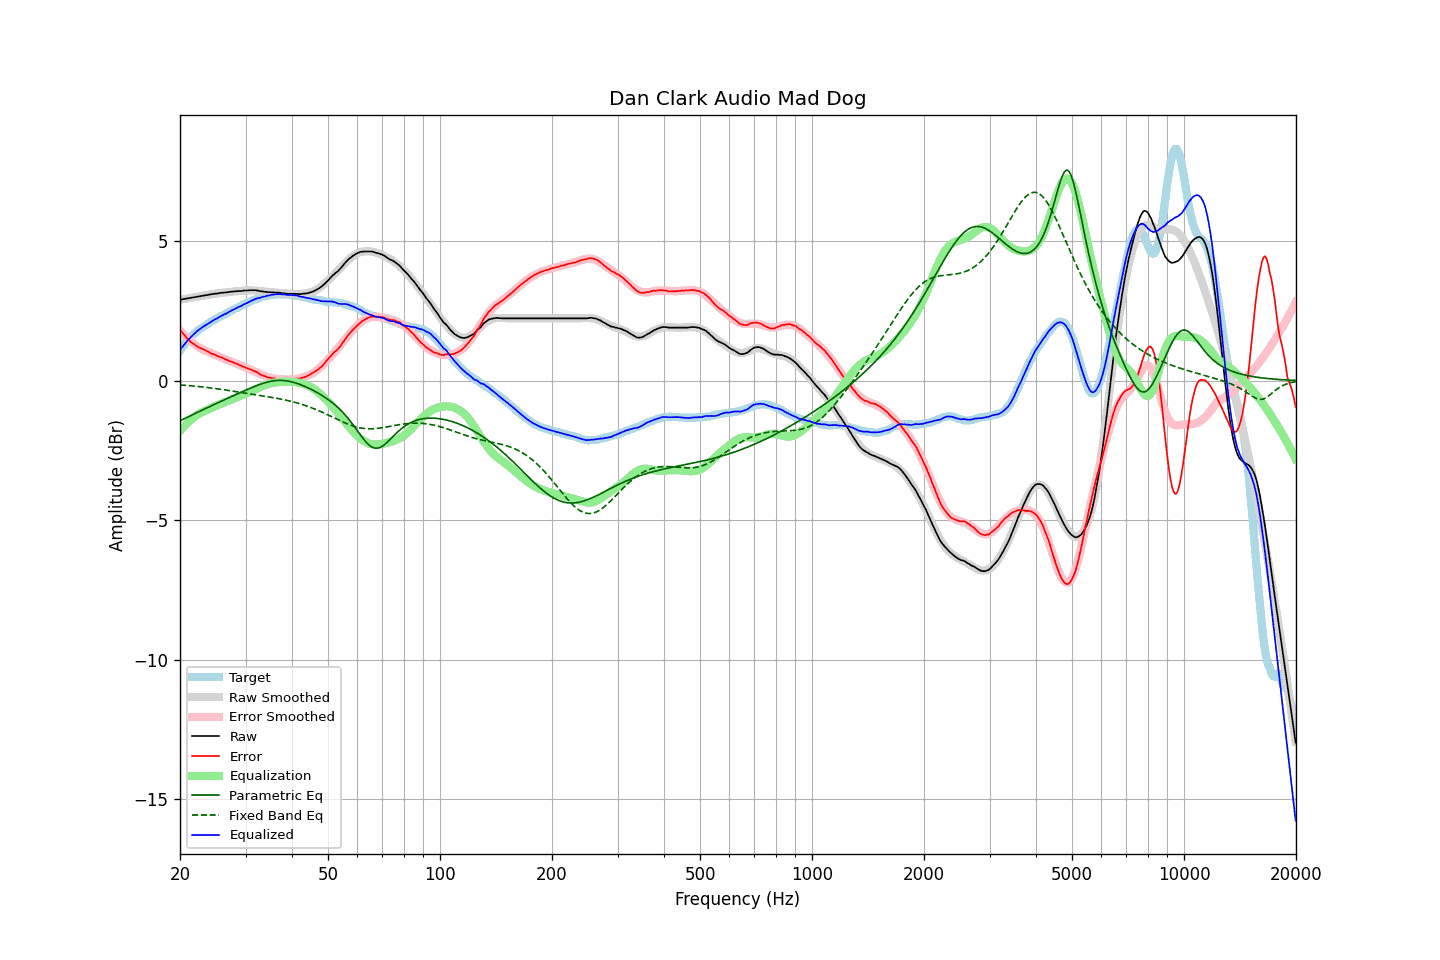 Dan Clark Audio Mad Dog
Amplitude (dBr)
5
0
−5
−10
−15
Target
Raw Smoothed
Error Smoothed
Raw
Error
Equalization
Parametric Eq
Fixed Band Eq
Equalized
20 50 100 200 500 1000 2000 5000 10000 20000
Frequency (Hz)